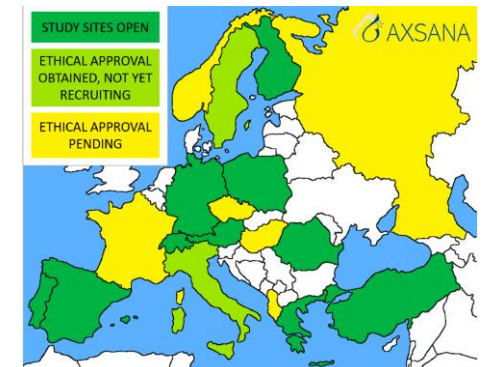 STUDY SITES OPEN
AXSANA
ETHICAL APPROVAL
OBTAINED, NOT YET
RECRUITING
ETHICAL APPROVAL
PENDING